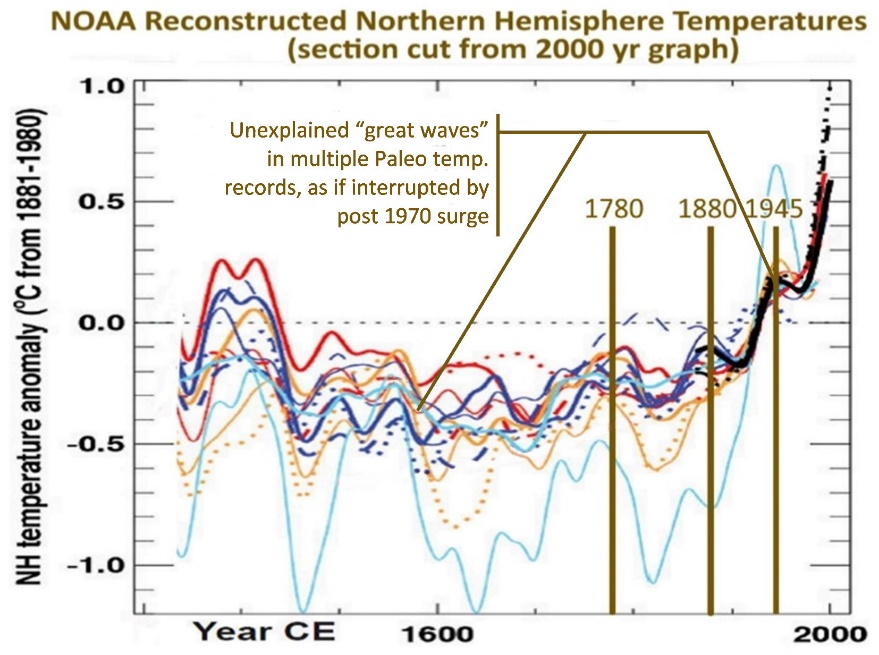 NOAA Reconstructed Northern Hemisphere Temperatures
(section cut from 2000 yr graph)
NH temperature anomaly (°C from 1881-1980)
1.0
0.5
0.0
-0.5
-1.0
Unexplained “great waves”
in multiple Paleo temp.
records, as if interrupted by
post 1970 surge
1780
1880
1945
Year CE
1600
2000